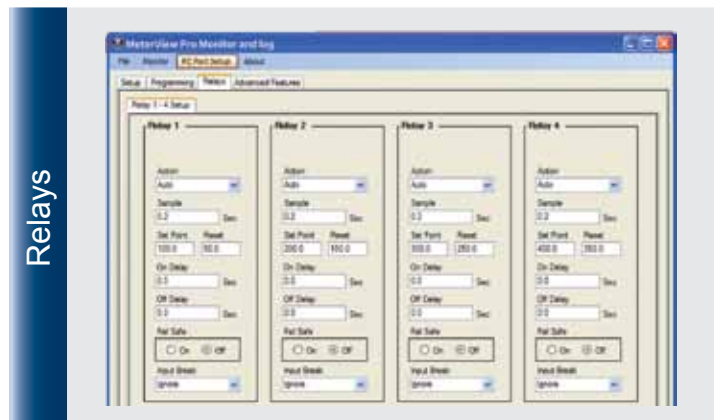 Relays
MeterView Pro Monitor and log
File Monitor PC Port Setup About
Setup Programming Relays Advanced Features
Relay 1 - 4 Setup
Relay 1 Relay 2 Relay 3 Relay 4
Action Action Action Action
Auto Auto Auto Auto
Sample Sample Sample Sample
0.2 Sec 0.2 Sec 0.2 Sec 0.2 Sec
Set Point Reset Set Point Reset Set Point Reset Set Point Reset
100.0 50.0 200.0 150.0 300.0 250.0 400.0 350.0
On Delay On Delay On Delay On Delay
0.0 Sec 0.0 Sec 0.0 Sec 0.0 Sec
Off Delay Off Delay Off Delay Off Delay
0.0 Sec 0.0 Sec 0.0 Sec 0.0 Sec
Fail Safe Fail Safe Fail Safe Fail Safe
On Off On Off On Off On Off
Input Break Input Break Input Break Input Break
Ignore Ignore Ignore Ignore